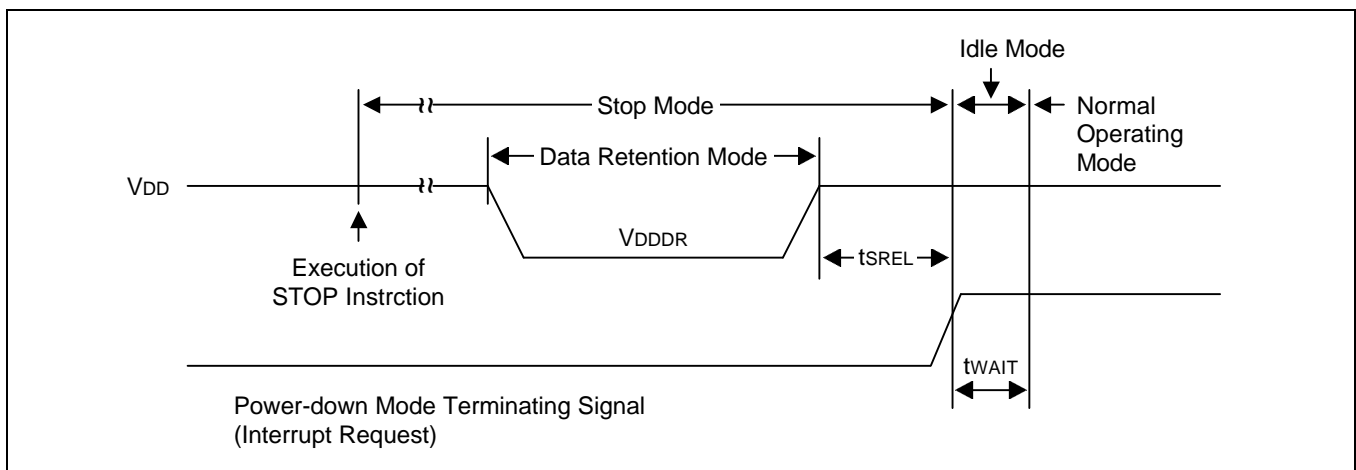 Idle Mode
Stop Mode
Normal
Operating
Mode
Data Retention Mode
VDD
VDDDR
tSREL
Execution of
STOP Instrction
tWAIT
Power-down Mode Terminating Signal
(Interrupt Request)